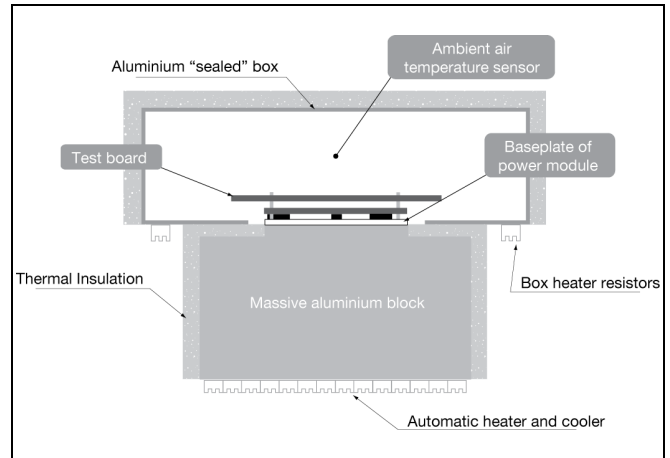 Ambient air
temperature sensor
Aluminium “sealed” box
Test board
Baseplate of
power module
Thermal Insulation
Box heater resistors
Massive aluminium block
Automatic heater and cooler